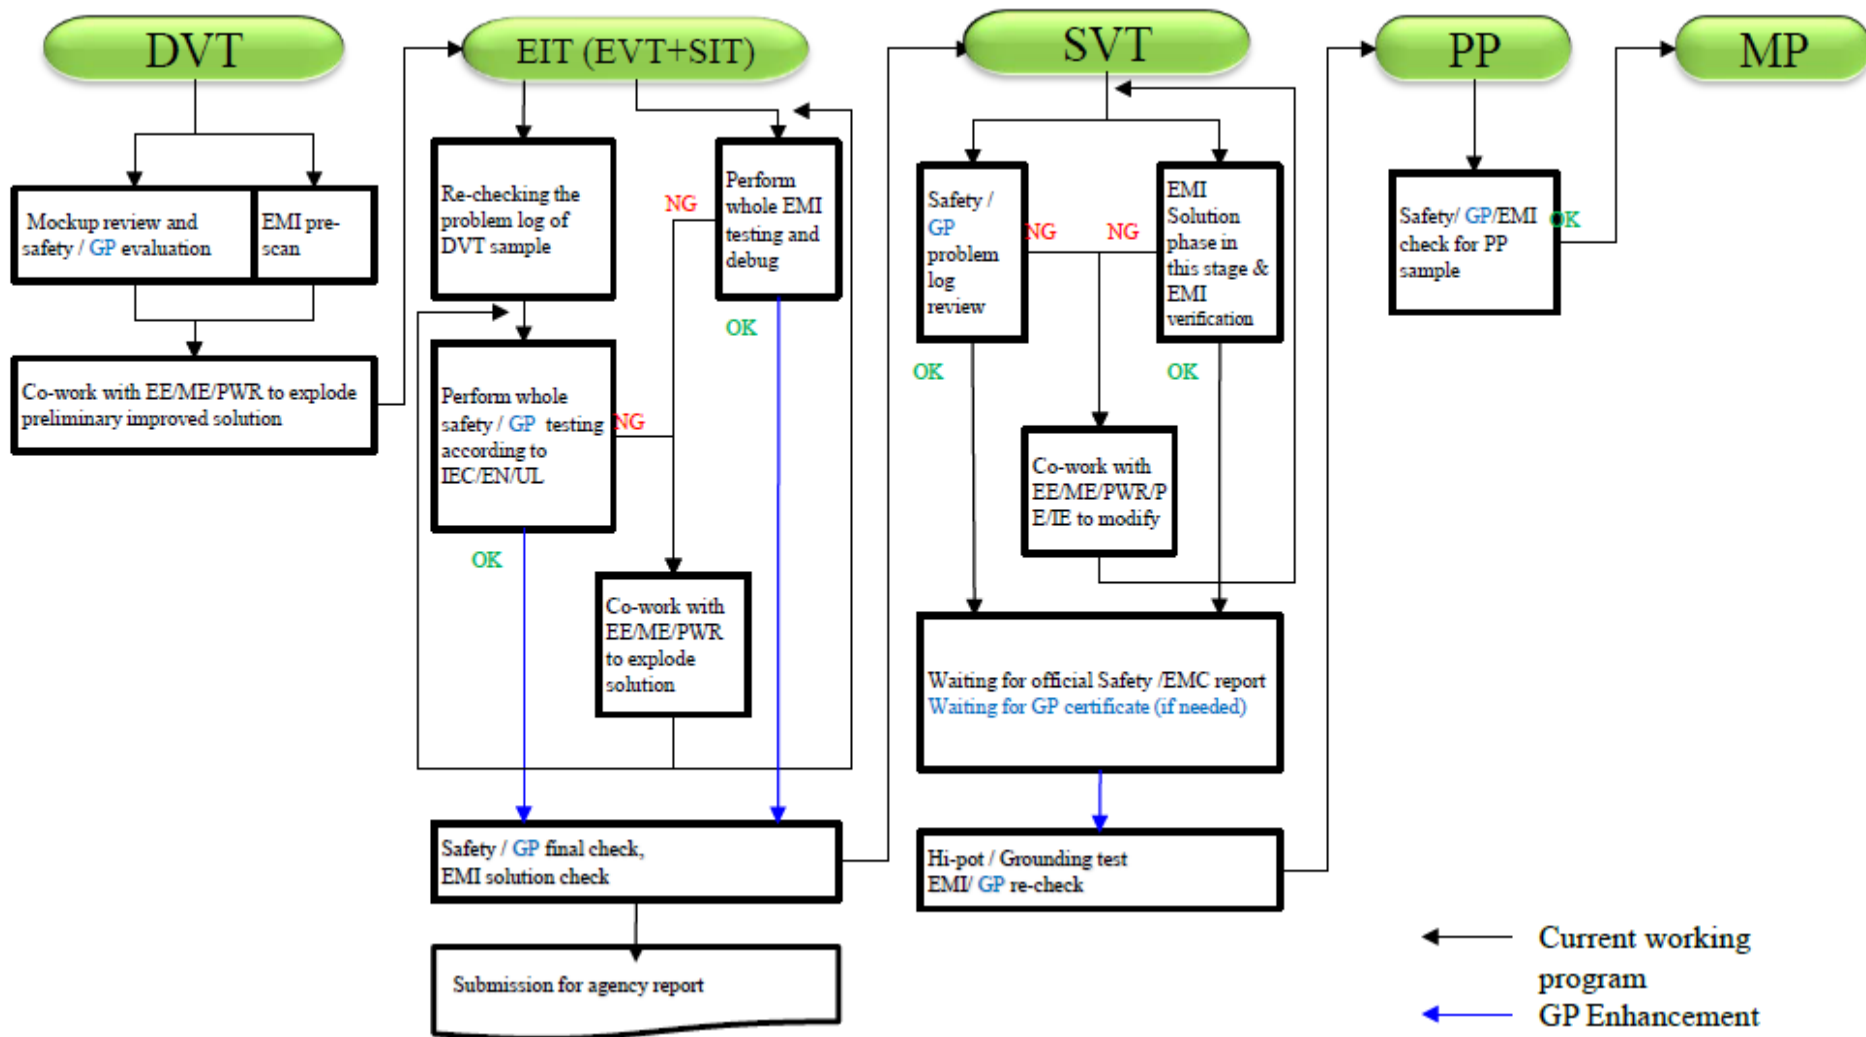 DVT
EIT (EVT+SIT)
SVT
PP
MP
Mockup review and
safety / GP evaluation
EMI pre-
scan
Co-work with EE/ME/PWR to explode
preliminary improved solution
Re-checking the
problem log of
DVT sample
NG
Perform
whole EMI
testing and
debug
OK
Perform whole
safety / GP testing
according to
IEC/EN/UL
NG
OK
Co-work with
EE/ME/PWR
to explode
solution
Safety / GP final check,
EMI solution check
Submission for agency report
Safety /
GP
problem
log
review
NG
NG
EMI
Solution
phase in
this stage &
EMI
verification
OK
OK
Co-work with
EE/ME/PWR/P
E/IE to modify
Waiting for official Safety /EMC report
Waiting for GP certificate (if needed)
Hi-pot / Grounding test
EMI/ GP re-check
Safety/ GP/EMI
check for PP
sample
OK
Current working
program
GP Enhancement